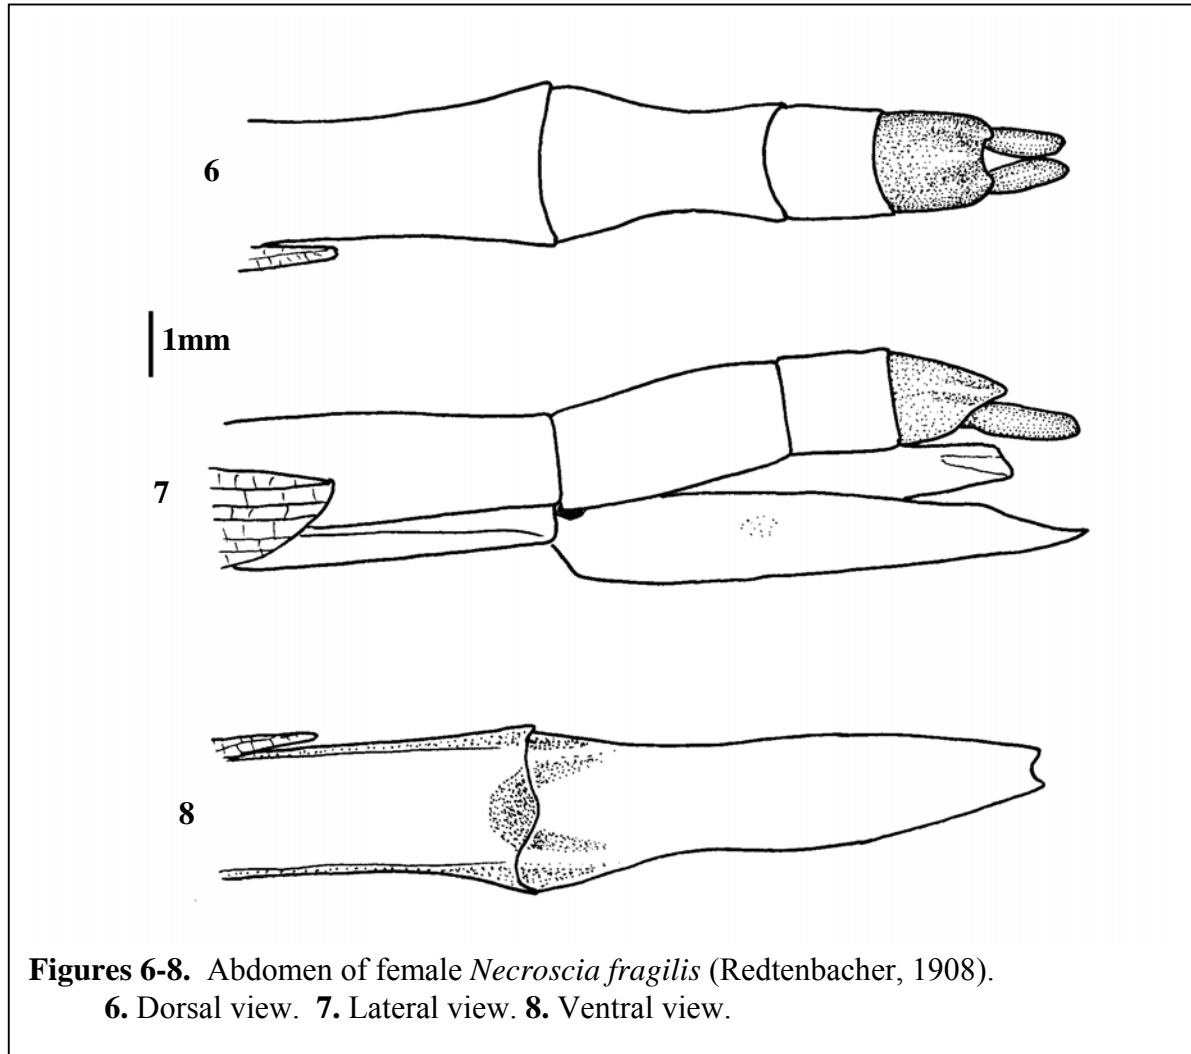 6
1mm
7
8
Figures 6-8. Abdomen of female Necroscia fragilis (Redtenbacher, 1908).
6. Dorsal view. 7. Lateral view. 8. Ventral view.